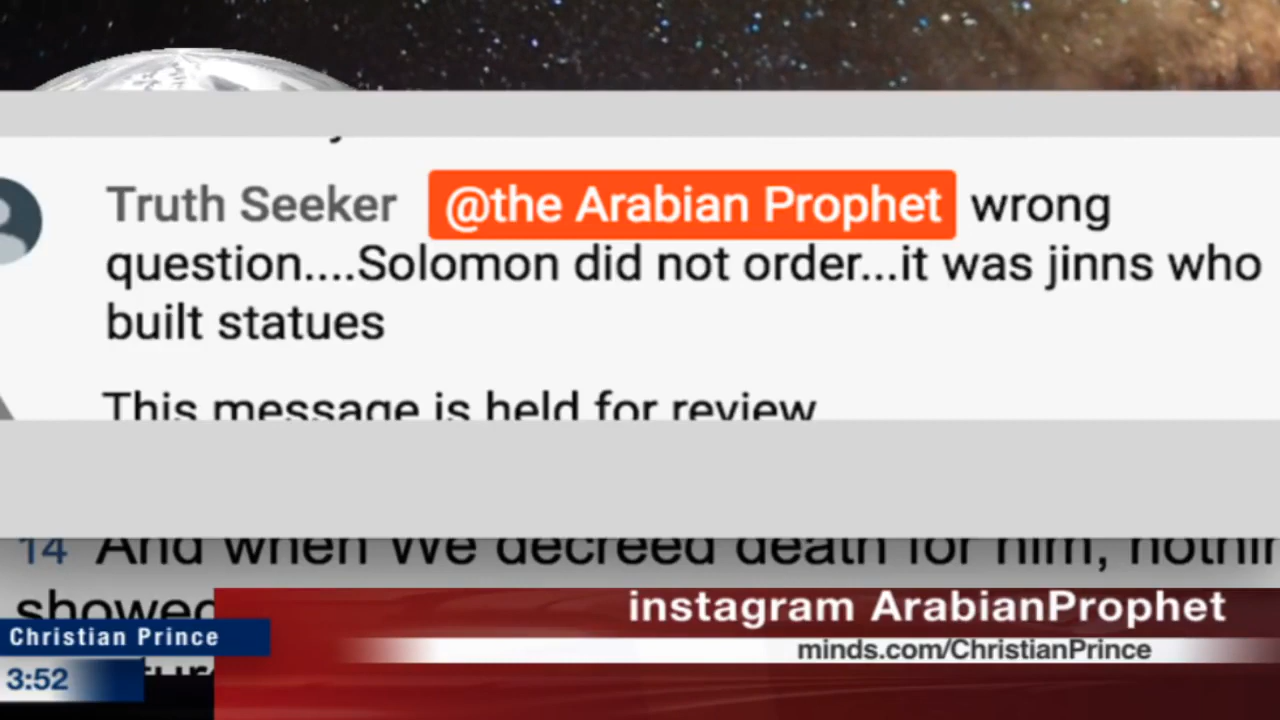 Truth Seeker @the Arabian Prophet wrong
question....Solomon did not order...it was jinns who
built statues
This message is held for review
14 And when We decreed death for him,
showed
instagram ArabianProphet
Christian Prince
minds.com/ChristianPrince
3:52